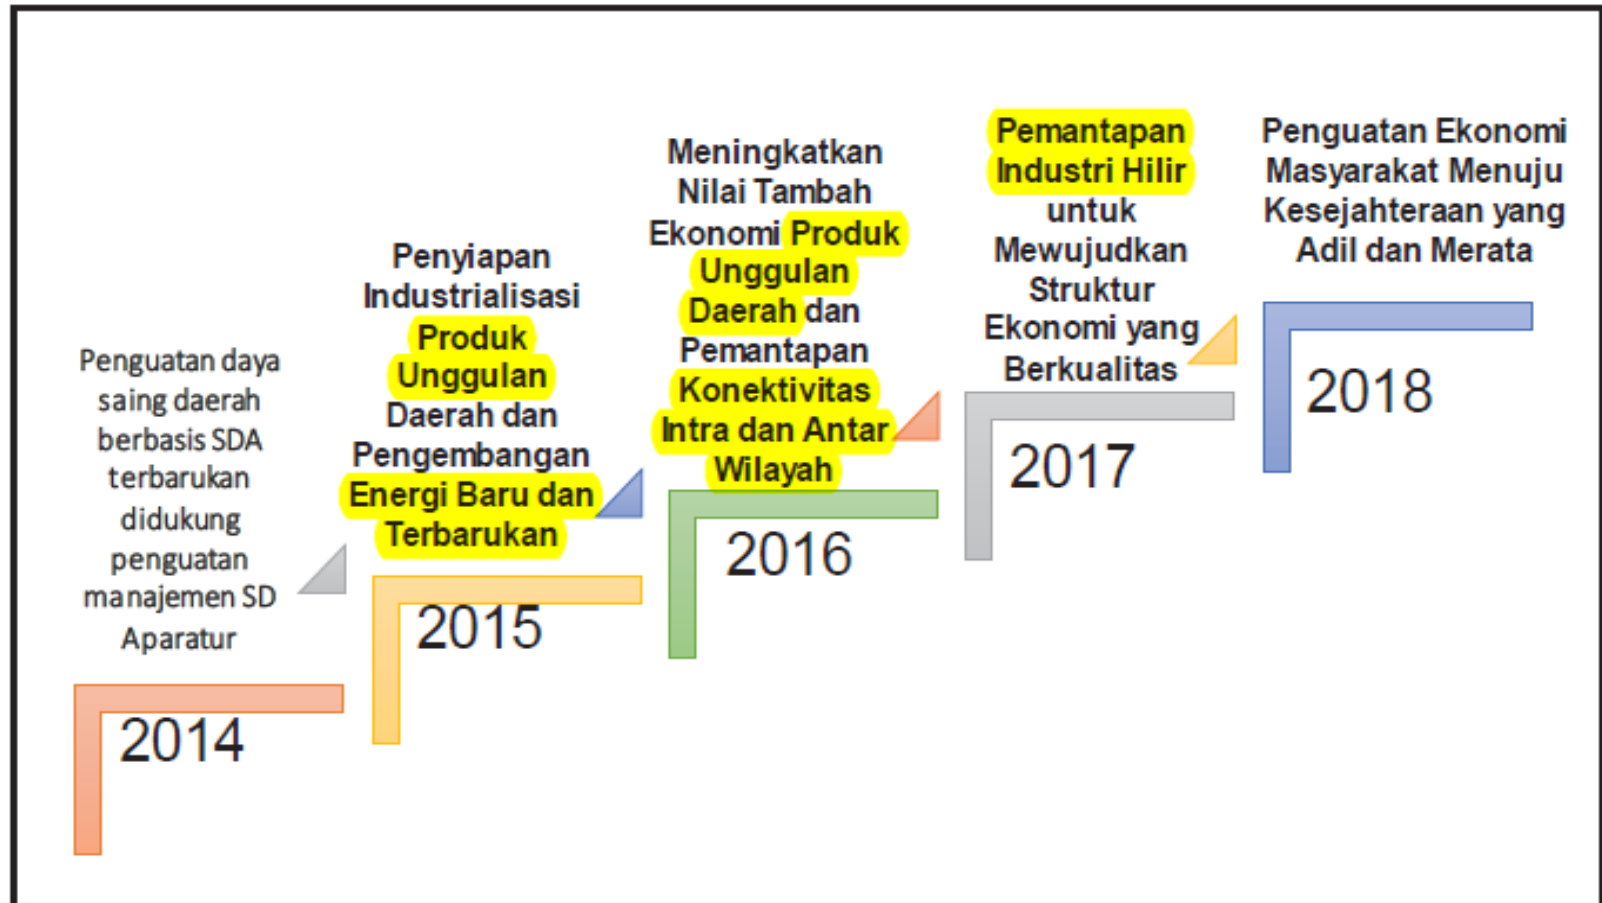 Penguatan daya
saing daerah
berbasis SDA
terbarukan
didukung
penguatan
manajemen SD
Aparatur
2014
Penyiapan
Industrialisasi
Produk
Unggulan
Daerah dan
Pengembangan
Energi Baru dan
Terbarukan
2015
Meningkatkan
Nilai Tambah
Ekonomi Produk
Unggulan
Daerah dan
Pemantapan
Konektivitas
Intra dan Antar
Wilayah
2016
Pemantapan
Industri Hilir
untuk
Mewujudkan
Struktur
Ekonomi yang
Berkualitas
2017
Penguatan Ekonomi
Masyarakat Menuju
Kesejahteraan yang
Adil dan Merata
2018